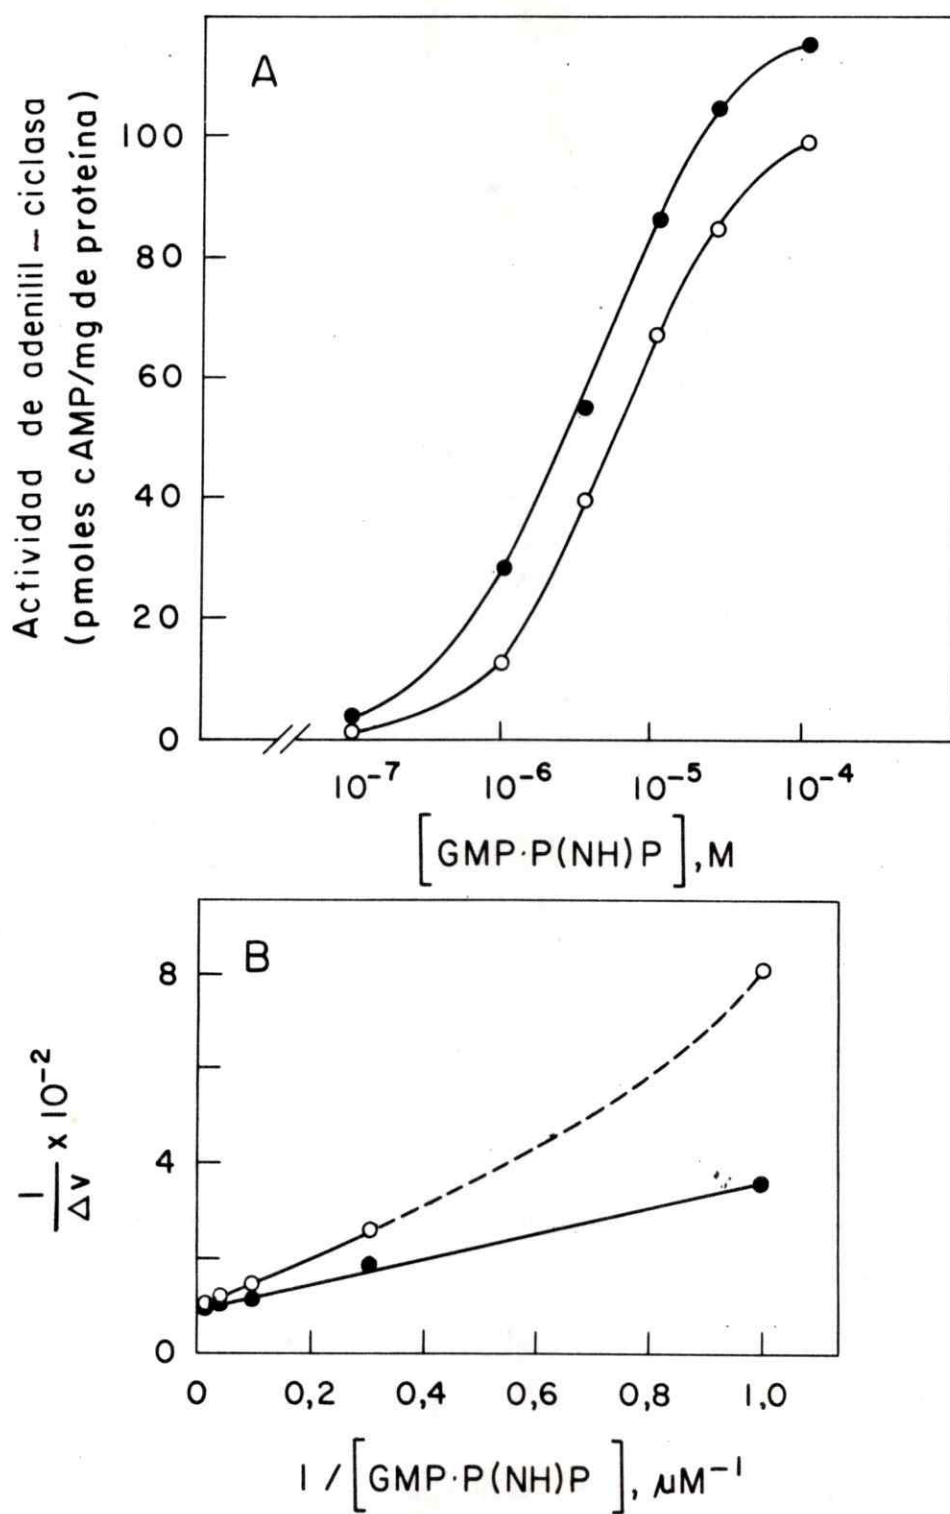 A
Actividad de adenilil – ciclasa
(pmoles cAMP/mg de proteína)
100
80
60
40
20
0
10⁻⁷ 10⁻⁶ 10⁻⁵ 10⁻⁴
[GMP·P(NH)P], M
B
1/Δv x 10⁻²
8
4
0
0 0,2 0,4 0,6 0,8 1,0
1/[GMP·P(NH)P], μM⁻¹